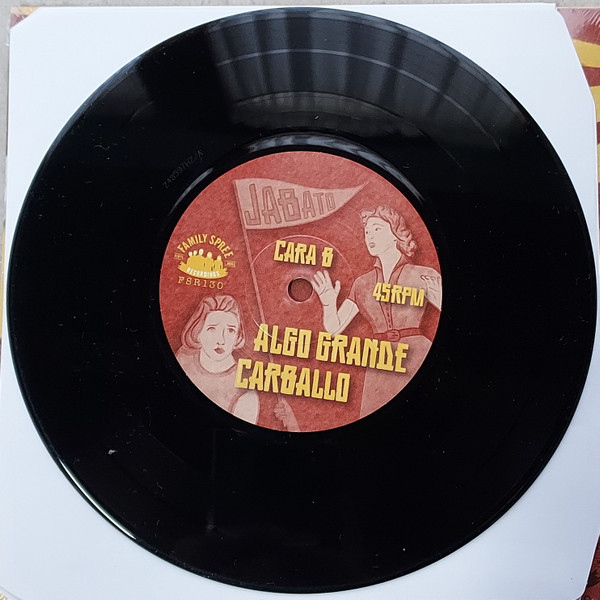 JABATO
CARA B
45RPM
FAMILY SPREE
RECORDINGS
FSR130
ALGO GRANDE
CARBALLO